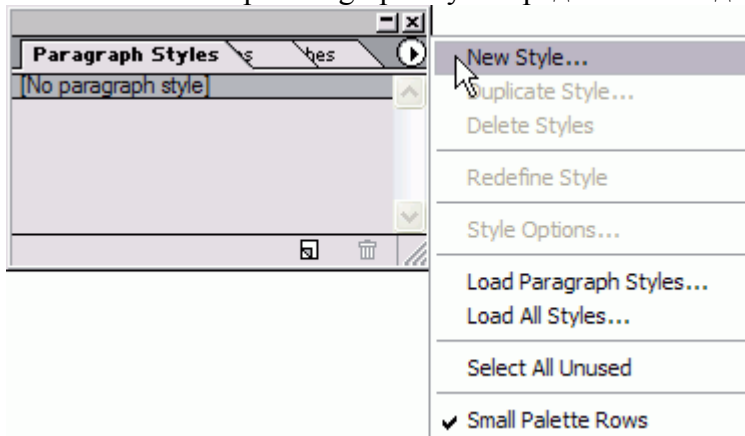 Paragraph Styles
[No paragraph style]
New Style...
Duplicate Style...
Delete Styles
Redefine Style
Style Options...
Load Paragraph Styles...
Load All Styles...
Select All Unused
Small Palette Rows